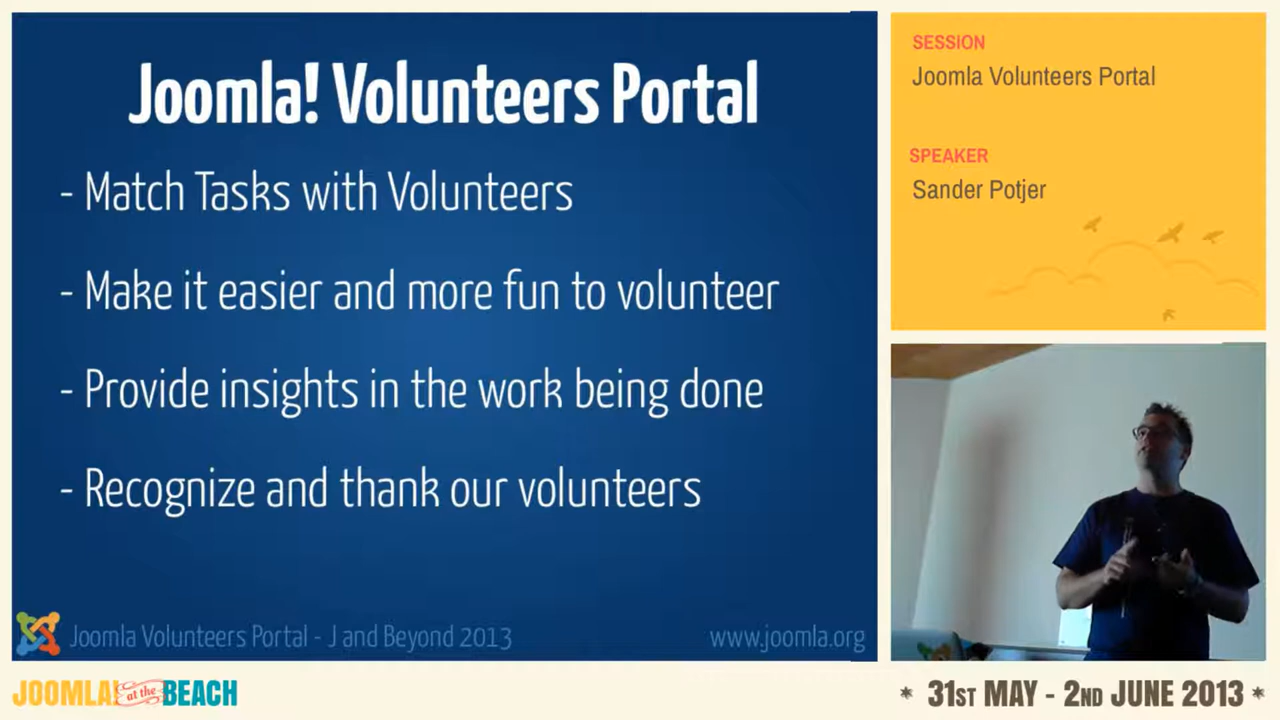 Joomla! Volunteers Portal
- Match Tasks with Volunteers
- Make it easier and more fun to volunteer
- Provide insights in the work being done
- Recognize and thank our volunteers
Joomla Volunteers Portal - J and Beyond 2013
www.joomla.org
SESSION
Joomla Volunteers Portal
SPEAKER
Sander Potjer
JOOMLA! at the BEACH
* 31ST MAY - 2ND JUNE 2013 *